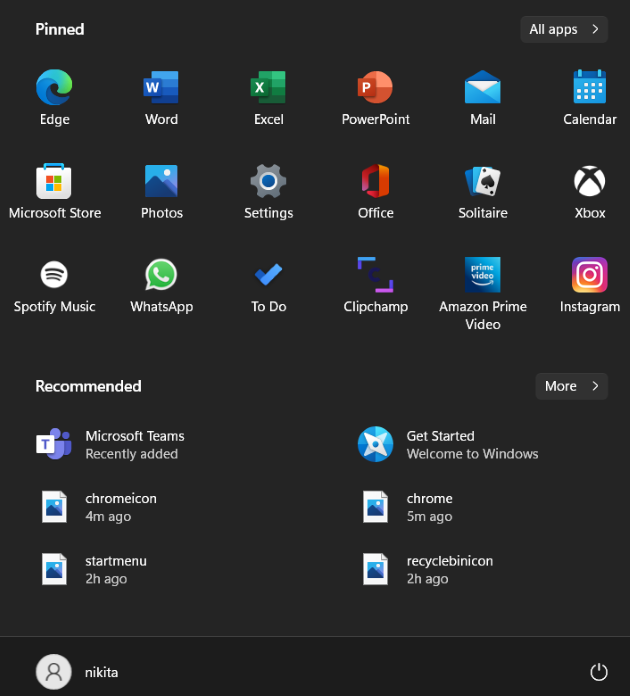 Pinned
All apps
Edge
Word
Excel
PowerPoint
Mail
Calendar
Microsoft Store
Photos
Settings
Office
Solitaire
Xbox
Spotify Music
WhatsApp
To Do
Clipchamp
prime
video
Amazon Prime
Video
Instagram
Recommended
More
Microsoft Teams
Recently added
Get Started
Welcome to Windows
chromeicon
4m ago
chrome
5m ago
startmenu
2h ago
recyclebinicon
2h ago
nikita